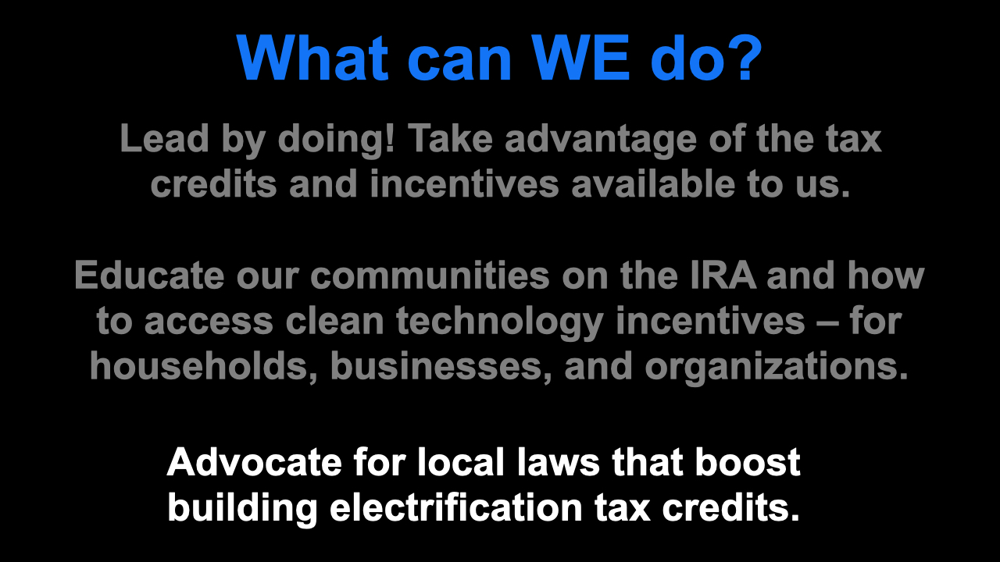 What can WE do?
Lead by doing! Take advantage of the tax
credits and incentives available to us.
Educate our communities on the IRA and how
to access clean technology incentives – for
households, businesses, and organizations.
Advocate for local laws that boost
building electrification tax credits.